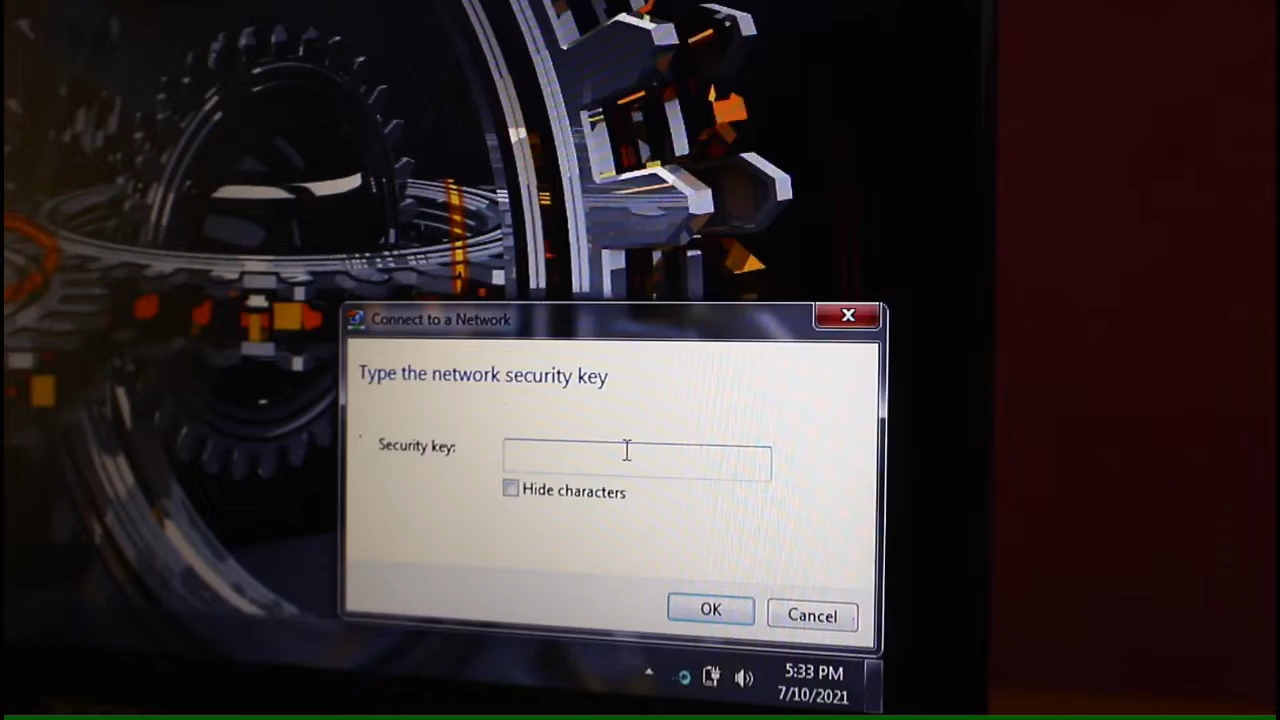 Connect to a Network
Type the network security key
Security key:
Hide characters
OK
Cancel
5:33 PM
7/10/2021